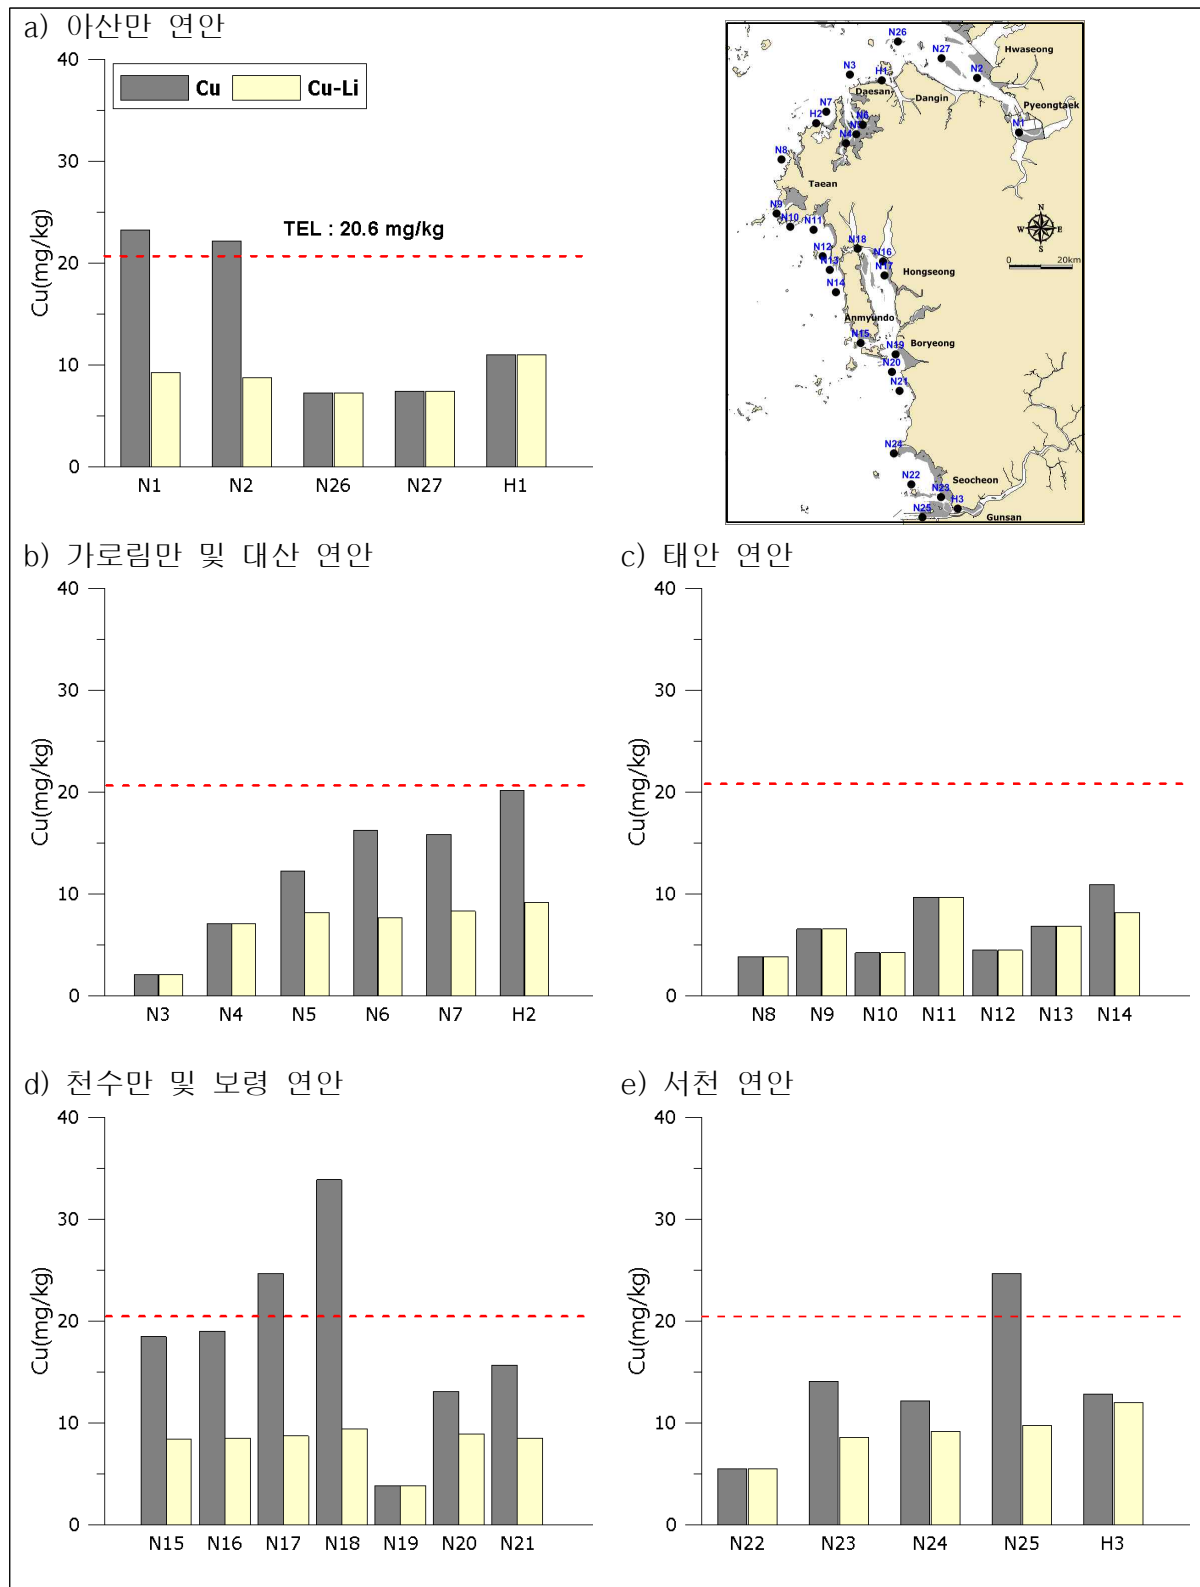 a) 아산만 연안
40
30
20
10
0
Cu(mg/kg)
Cu
Cu-Li
TEL : 20.6 mg/kg
N1 N2 N26 N27 H1
N26
N27
Hwaseong
N3
H1
N2
Daesan
Dangin
N7
H2
N6
N5
N4
Pyeongtaek
N1
N8
Taean
N9
N10
N11
N
W E
S
N18
N12
N16
N13
N17
Hongseong
0 20km
N14
Anmyundo
N15
N19
Boryeong
N20
N21
N24
N22
Seocheon
N23
H3
N25
Gunsan
b) 가로림만 및 대산 연안
40
30
20
10
0
Cu(mg/kg)
N3 N4 N5 N6 N7 H2
c) 태안 연안
40
30
20
10
0
Cu(mg/kg)
N8 N9 N10 N11 N12 N13 N14
d) 천수만 및 보령 연안
40
30
20
10
0
Cu(mg/kg)
N15 N16 N17 N18 N19 N20 N21
e) 서천 연안
40
30
20
10
0
Cu(mg/kg)
N22 N23 N24 N25 H3